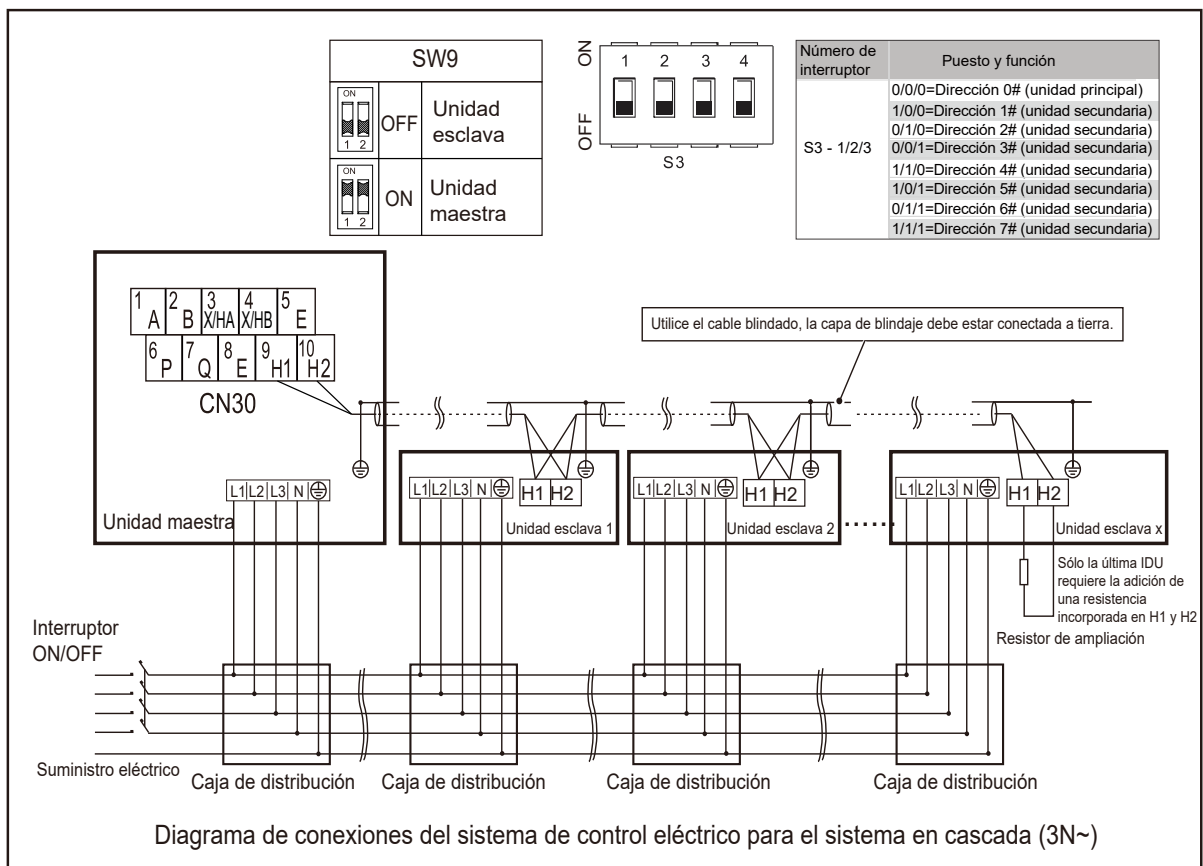 SW9
ON
1 2
OFF
Unidad
esclava
ON
1 2
ON
Unidad
maestra
ON
OFF
1 2 3 4
S3
Número de
interruptor
Puesto y función
S3 - 1/2/3
0/0/0=Dirección 0# (unidad principal)
1/0/0=Dirección 1# (unidad secundaria)
0/1/0=Dirección 2# (unidad secundaria)
0/0/1=Dirección 3# (unidad secundaria)
1/1/0=Dirección 4# (unidad secundaria)
1/0/1=Dirección 5# (unidad secundaria)
0/1/1=Dirección 6# (unidad secundaria)
1/1/1=Dirección 7# (unidad secundaria)
1 A 2 B 3 X/HA 4 X/HB 5 E
6 P 7 Q 8 E 9 H1 10 H2
CN30
Utilice el cable blindado, la capa de blindaje debe estar conectada a tierra.
L1 L2 L3 N
Unidad maestra
L1 L2 L3 N
H1 H2
Unidad esclava 1
L1 L2 L3 N
H1 H2
Unidad esclava 2
L1 L2 L3 N
H1 H2
Unidad esclava x
Sólo la última IDU
requiere la adición de
una resistencia
incorporada en H1 y H2
Resistor de ampliación
Interruptor
ON/OFF
Suministro eléctrico
Caja de distribución
Caja de distribución
Caja de distribución
Caja de distribución
Diagrama de conexiones del sistema de control eléctrico para el sistema en cascada (3N~)